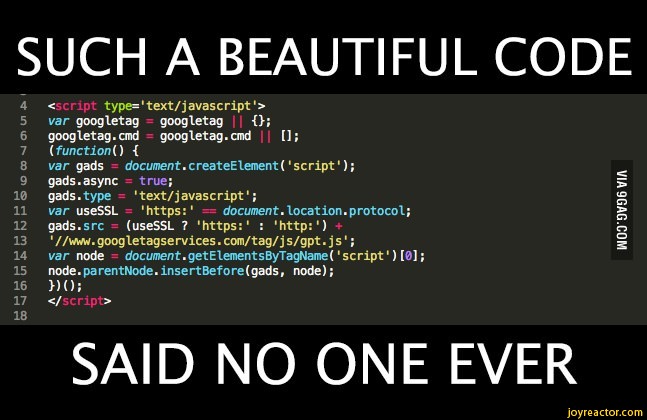 SUCH A BEAUTIFUL CODE
4 <script type='text/javascript'>
5 var googletag = googletag || {};
6 googletag.cmd = googletag.cmd || [];
7 (function() {
8 var gads = document.createElement('script');
9 gads.async = true;
10 gads.type = 'text/javascript';
11 var useSSL = 'https:' == document.location.protocol;
12 gads.src = (useSSL ? 'https:' : 'http:') +
13 '//www.googletagservices.com/tag/js/gpt.js';
14 var node = document.getElementsByTagName('script')[0];
15 node.parentNode.insertBefore(gads, node);
16 })();
17 </script>
18
VIA 9GAG.COM
SAID NO ONE EVER
joyreactor.com